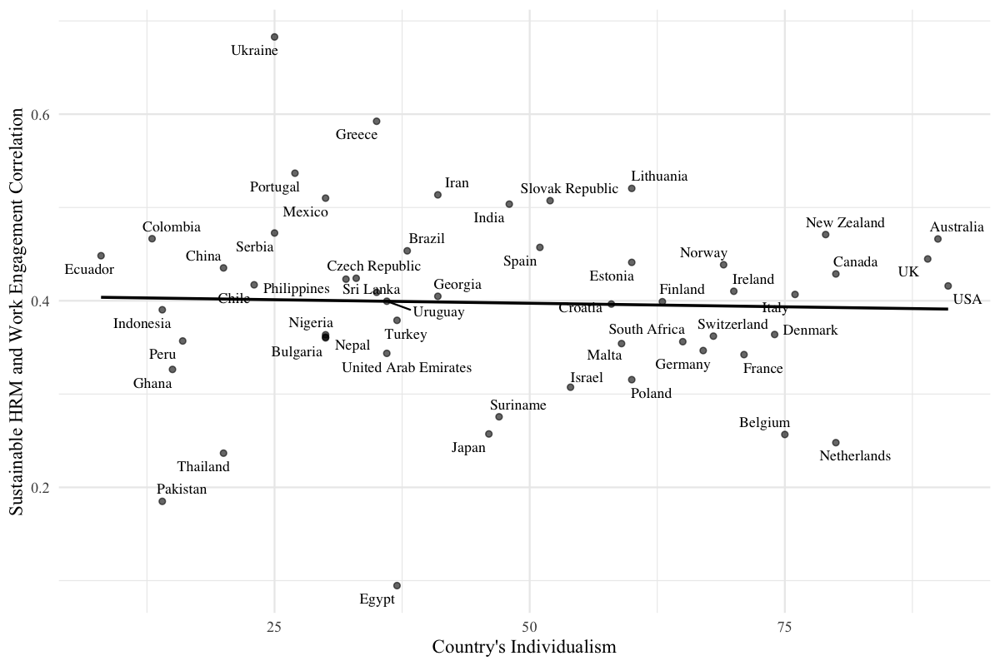 Ukraine
0.6
Greece
Portugal
Iran
Lithuania
Slovak Republic
Mexico
India
Colombia
New Zealand
Australia
Serbia
Brazil
China
Spain
Norway
Canada
Ecuador
Czech Republic
Estonia
UK
Georgia
Ireland
Philippines
Sri Lanka
Finland
Chile
0.4
USA
Croatia
Italy
Uruguay
Indonesia
Nigeria
Turkey
South Africa
Switzerland
Denmark
Peru
Bulgaria
Nepal
Malta
United Arab Emirates
Germany
France
Ghana
Israel
Poland
Suriname
Belgium
Japan
Netherlands
Thailand
Pakistan
0.2
Egypt
25
50
75
Country's Individualism
Sustainable HRM and Work Engagement Correlation